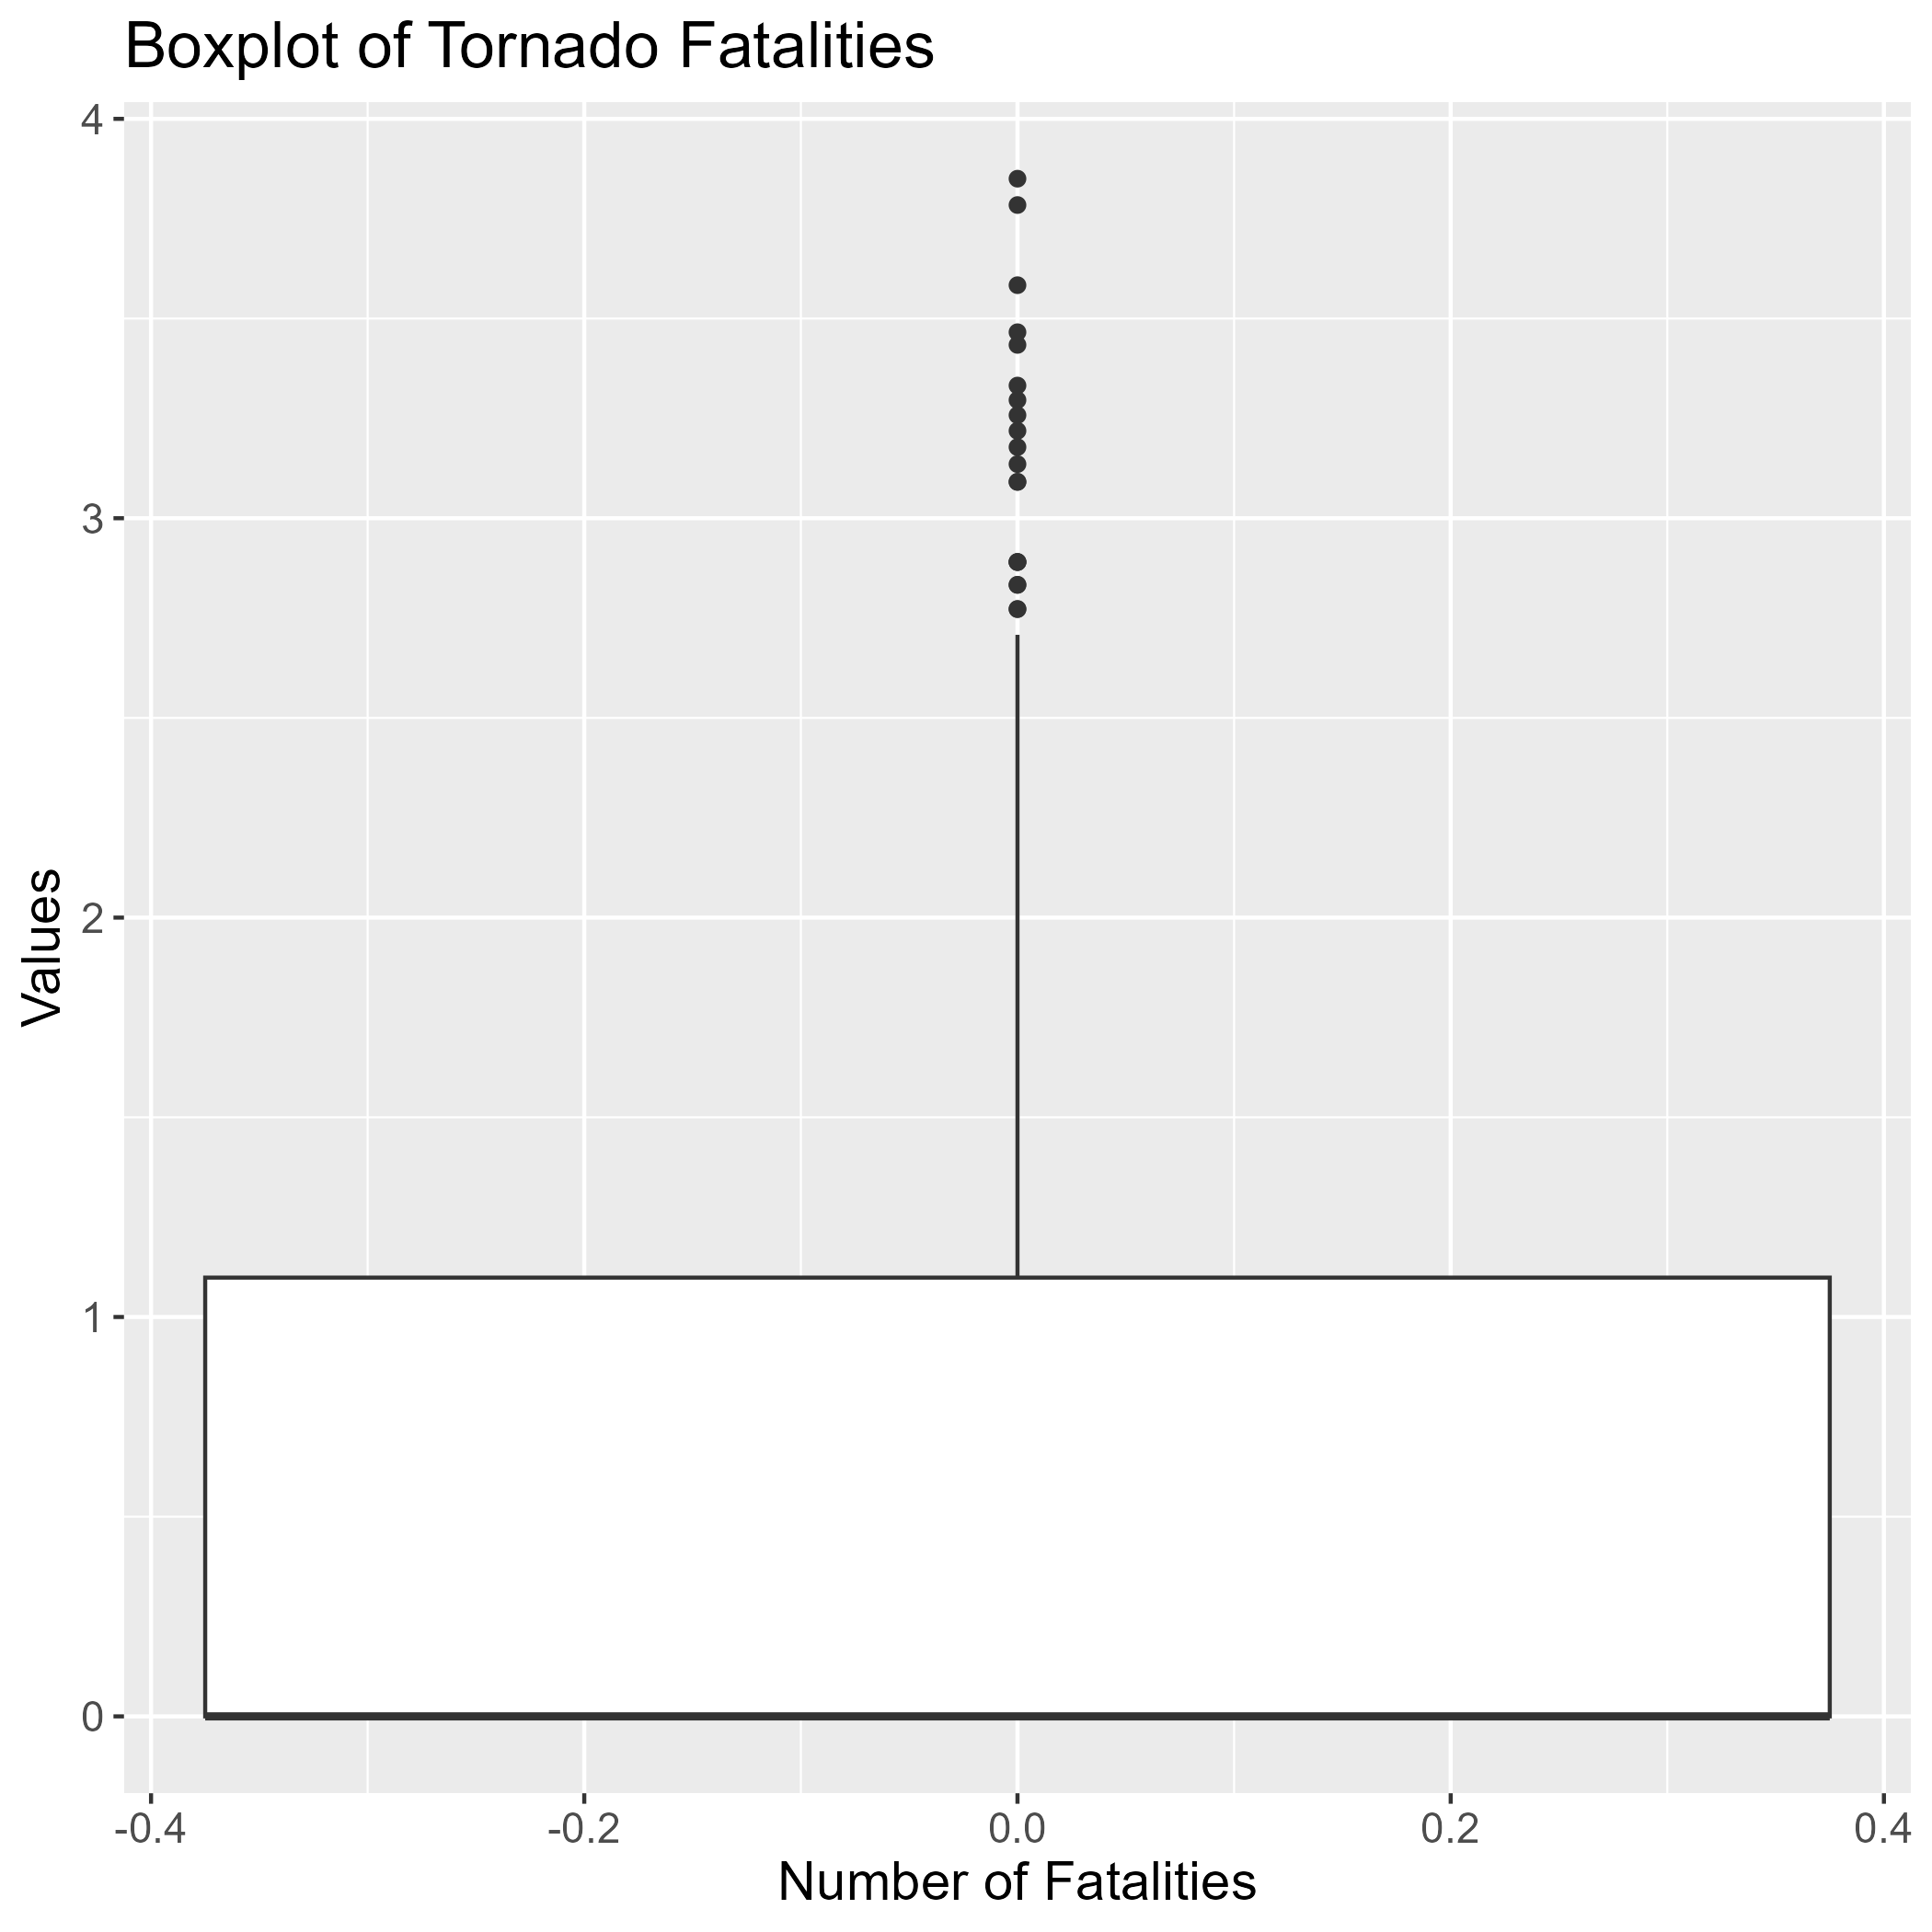 Boxplot of Tornado Fatalities
4
3
2
1
0
Values
-0.4 -0.2 0.0 0.2 0.4
Number of Fatalities